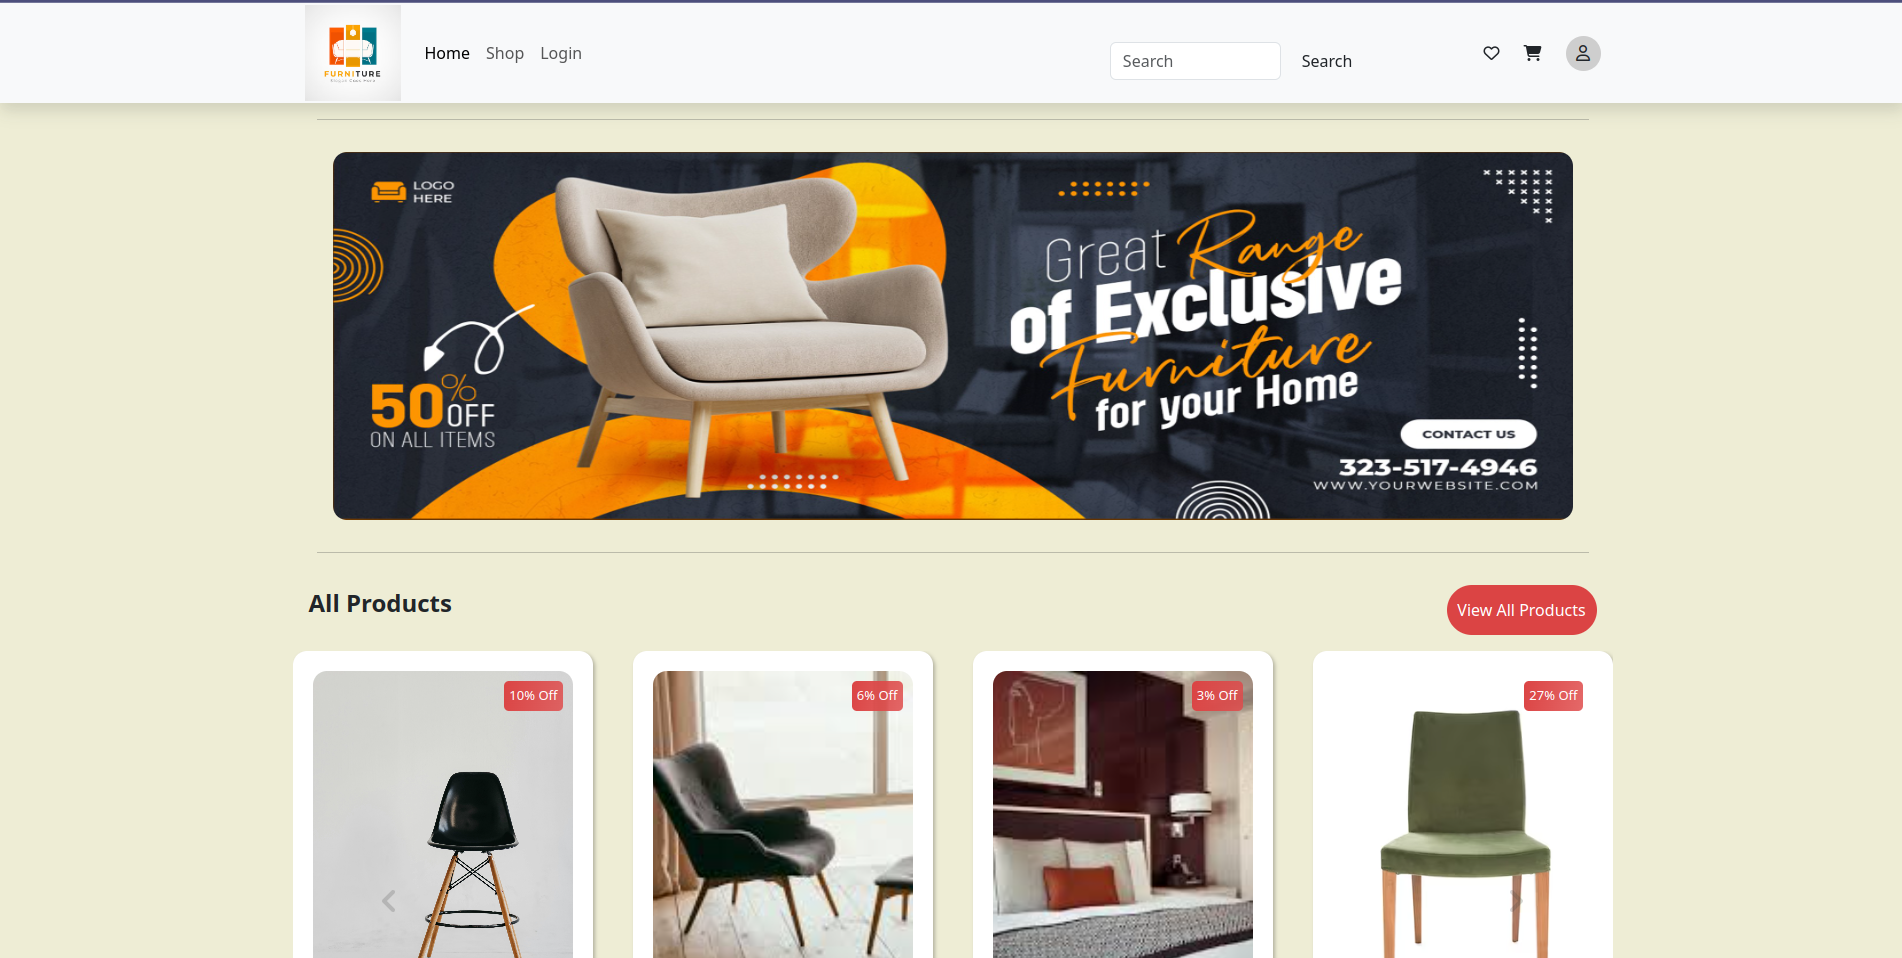 FURNITURE
Home
Shop
Login
Search
Search
LOGO
HERE
Great Range
of Exclusive
Furniture
for your Home
50%
OFF
ON ALL ITEMS
CONTACT US
323-517-4946
WWW.YOURWEBSITE.COM
All Products
View All Products
10% Off
6% Off
3% Off
27% Off